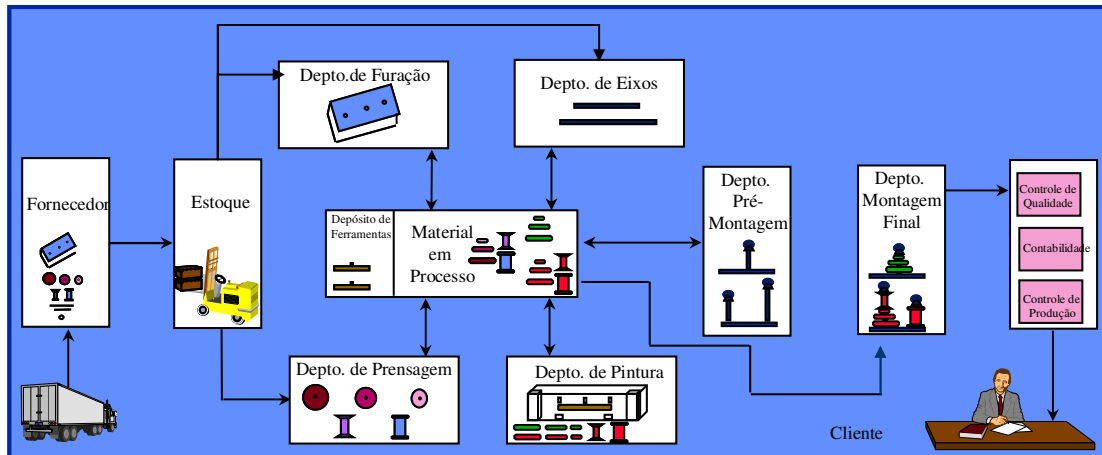 Depto.de Furação
Depto. de Eixos
Fornecedor
Estoque
Depósito de
Ferramentas
Material
em
Processo
Depto.
Pré-
Montagem
Depto.
Montagem
Final
Controle de
Qualidade
Contabilidade
Controle de
Produção
Depto. de Prensagem
Depto. de Pintura
Cliente